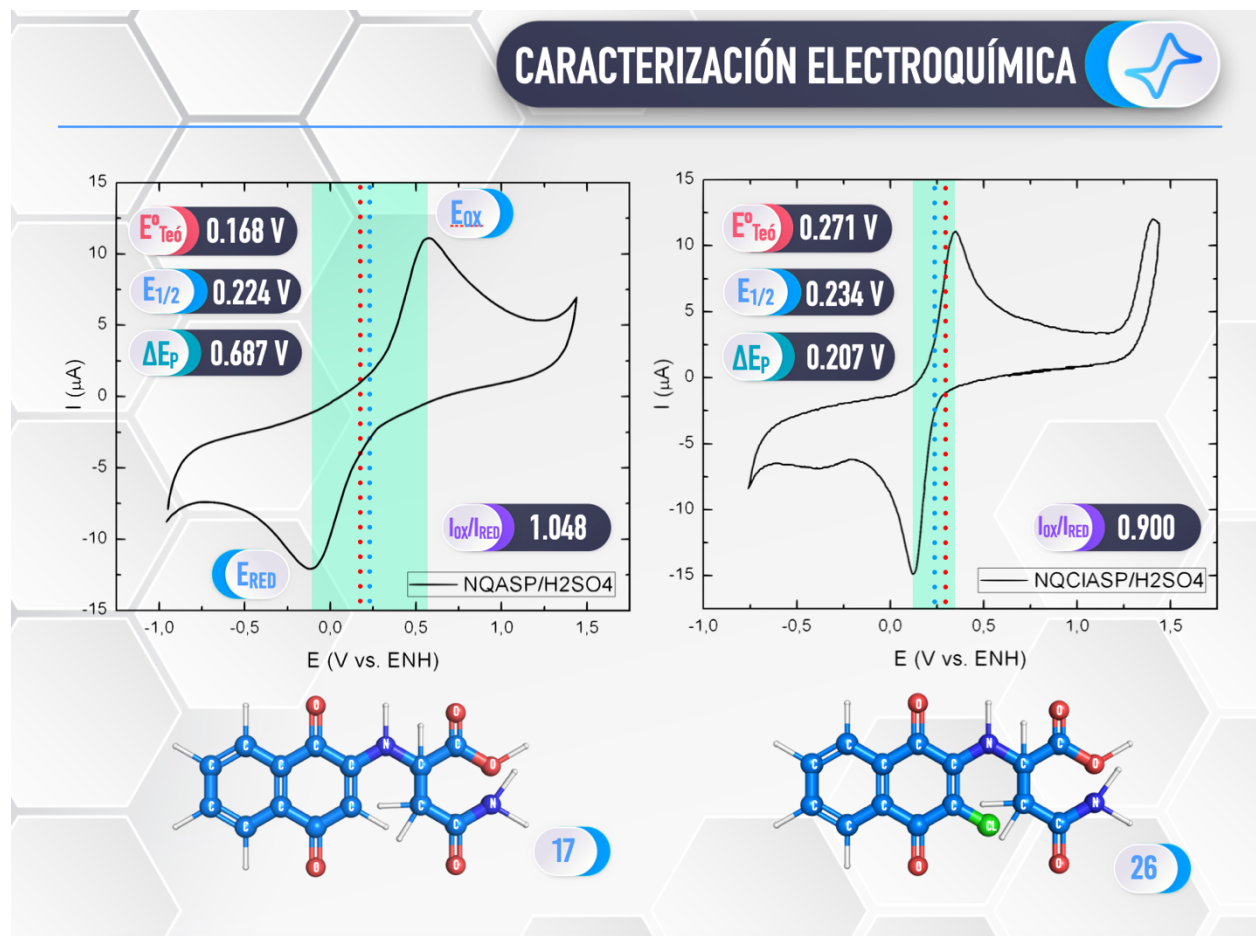 CARACTERIZACIÓN ELECTROQUÍMICA
E°Teó 0.168 V
E1/2 0.224 V
ΔEP 0.687 V
EOX
ERED
IOX/IRED 1.048
NQASP/H2SO4
15
10
5
0
-5
-10
-15
I (µA)
-1,0 -0,5 0,0 0,5 1,0 1,5
E (V vs. ENH)
E°Teó 0.271 V
E1/2 0.234 V
ΔEP 0.207 V
IOX/IRED 0.900
NQClASP/H2SO4
15
10
5
0
-5
-10
-15
I (µA)
-1,0 -0,5 0,0 0,5 1,0 1,5
E (V vs. ENH)
17
26